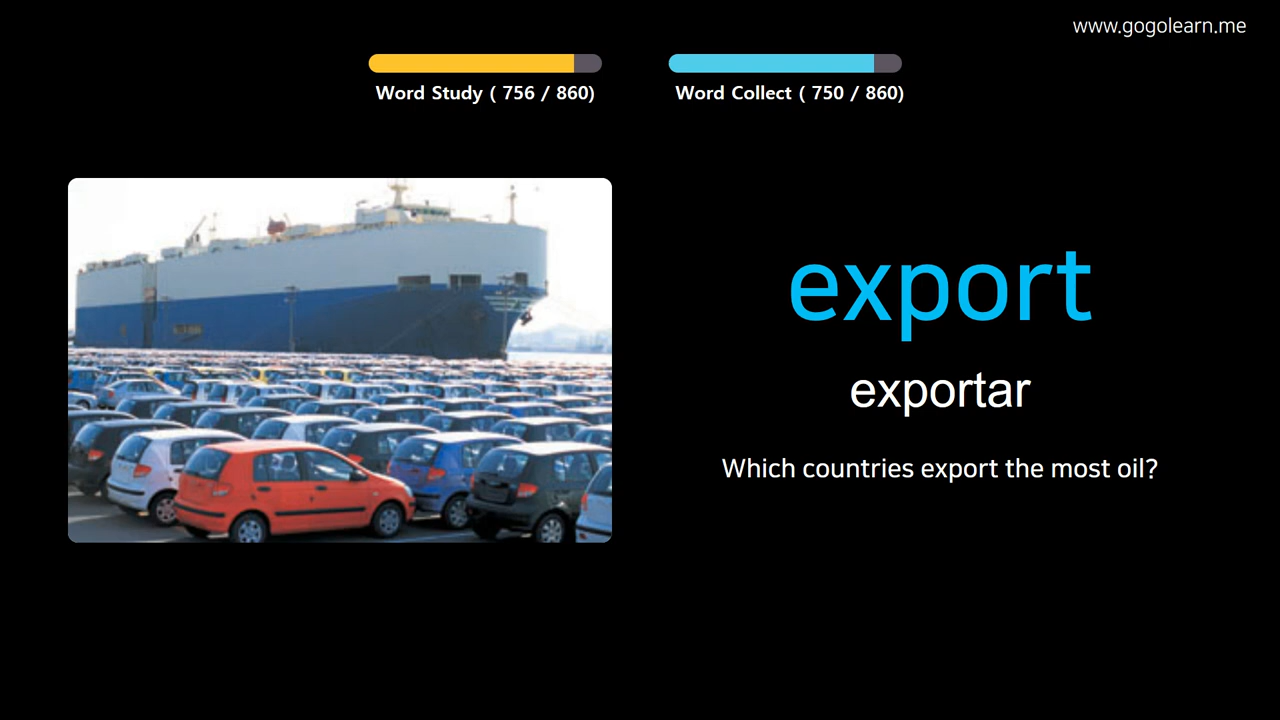 www.gogolearn.me
Word Study ( 756 / 860)
Word Collect ( 750 / 860)
export
exportar
Which countries export the most oil?